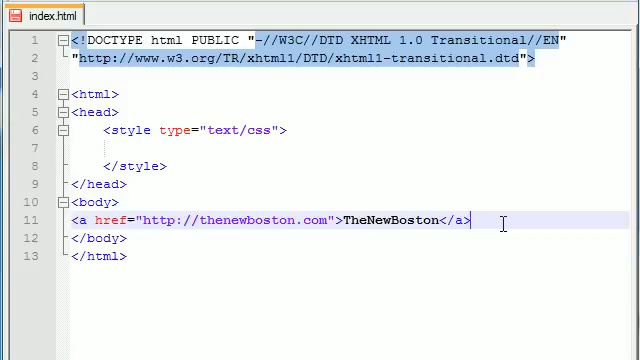 index.html
1 <!DOCTYPE html PUBLIC "-//W3C//DTD XHTML 1.0 Transitional//EN"
2 "http://www.w3.org/TR/xhtml1/DTD/xhtml1-transitional.dtd">
3
4 <html>
5 <head>
6 <style type="text/css">
7
8 </style>
9 </head>
10 <body>
11 <a href="http://thenewboston.com">TheNewBoston</a>
12 </body>
13 </html>